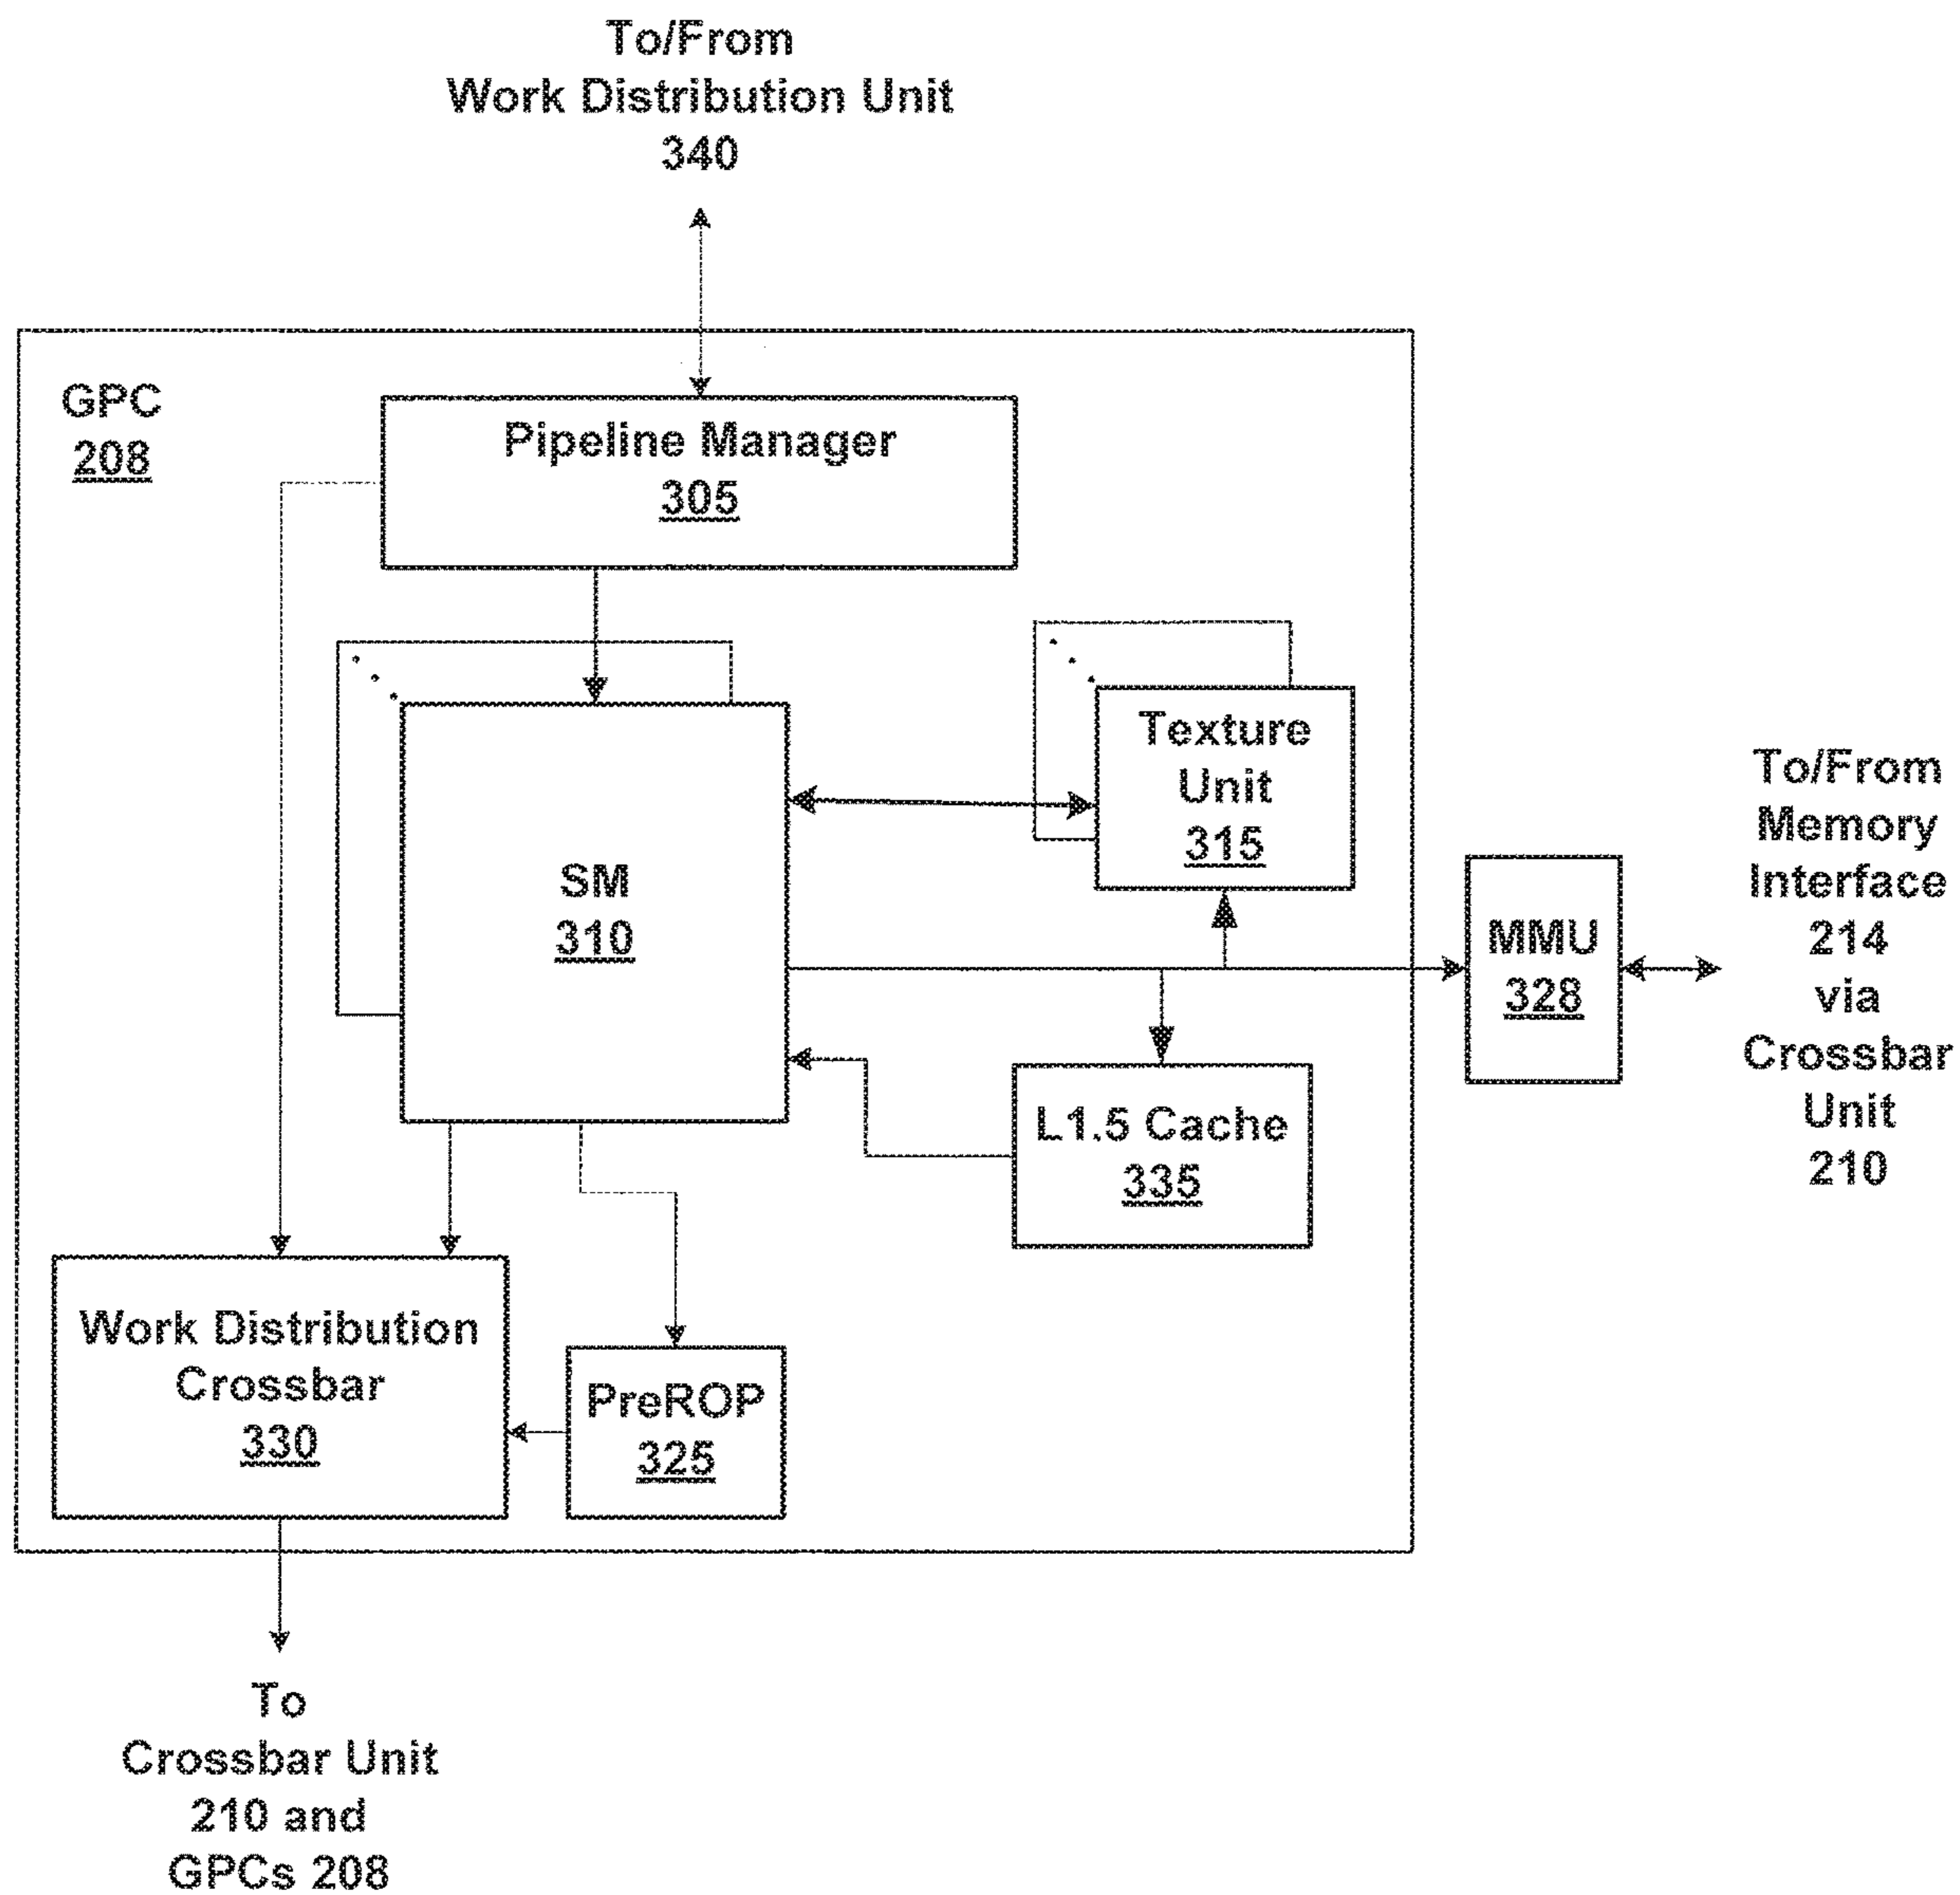 To/From
Work Distribution Unit
340
GPC
208
Pipeline Manager
305
Texture
Unit
315
SM
310
MMU
328
To/From
Memory
Interface
214
via
Crossbar
Unit
210
L1.5 Cache
335
Work Distribution
Crossbar
330
PreROP
325
To
Crossbar Unit
210 and
GPCs 208